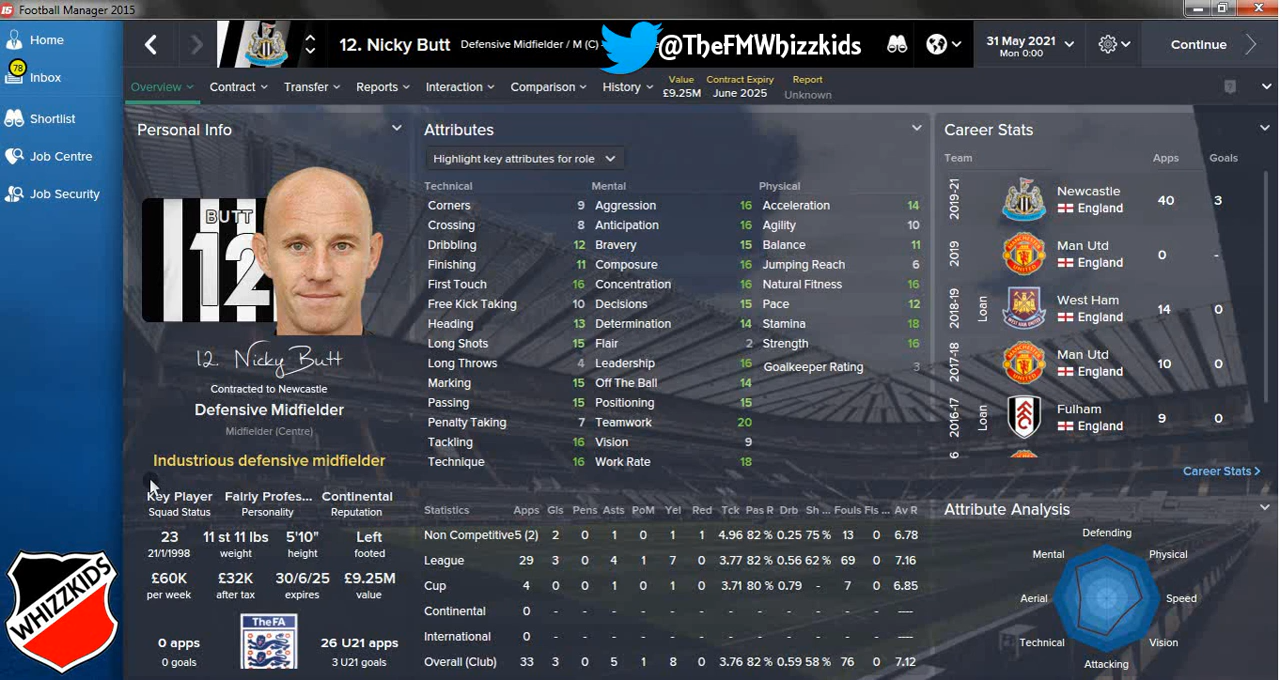 Football Manager 2015
Home
78
Inbox
Shortlist
Job Centre
Job Security
12. Nicky Butt
Defensive Midfielder / M (C)
@TheFMWhizzkids
31 May 2021
Mon 0:00
Continue
Overview
Contract
Transfer
Reports
Interaction
Comparison
History
Value
£9.25M
Contract Expiry
June 2025
Report
Unknown
Personal Info
BUTT
12
12. Nicky Butt
Contracted to Newcastle
Defensive Midfielder
Midfielder (Centre)
Industrious defensive midfielder
Key Player Fairly Profes... Continental
Squad Status Personality Reputation
23 11 st 11 lbs 5'10" Left
21/1/1998 weight height footed
£60K £32K 30/6/25 £9.25M
per week after tax expires value
0 apps TheFA 26 U21 apps
0 goals 3 U21 goals
WHIZZKIDS
Attributes
Highlight key attributes for role
Technical Mental Physical
Corners 9 Aggression 16 Acceleration 14
Crossing 8 Anticipation 16 Agility 10
Dribbling 12 Bravery 15 Balance 11
Finishing 11 Composure 16 Jumping Reach 6
First Touch 16 Concentration 16 Natural Fitness 16
Free Kick Taking 10 Decisions 15 Pace 12
Heading 13 Determination 14 Stamina 18
Long Shots 15 Flair 2 Strength 16
Long Throws 4 Leadership 16 Goalkeeper Rating 3
Marking 15 Off The Ball 14
Passing 15 Positioning 15
Penalty Taking 7 Teamwork 20
Tackling 16 Vision 9
Technique 16 Work Rate 18
Statistics Apps Gls Pens Asts PoM Yel Red Tck Pas R Drb Sh ... Fouls Fls ... Av R
Non Competitive 5 (2) 2 0 1 0 1 1 4.96 82 % 0.25 75 % 13 0 6.78
League 29 3 0 4 1 7 0 3.77 82 % 0.56 62 % 69 0 7.16
Cup 4 0 0 1 0 1 0 3.71 80 % 0.79 - 7 0 6.85
Continental 0 - - - - - - - - - - - - ----
International 0 - - - - - - - - - - - - ----
Overall (Club) 33 3 0 5 1 8 0 3.76 82 % 0.59 58 % 76 0 7.12
Career Stats
Team Apps Goals
2019-21 Newcastle England 40 3
2019 Man Utd England 0 -
2018-19 Loan West Ham England 14 0
2017-18 Man Utd England 10 0
2016-17 Loan Fulham England 9 0
6
Career Stats >
Attribute Analysis
Defending
Mental Physical
Aerial Speed
Technical Vision
Attacking